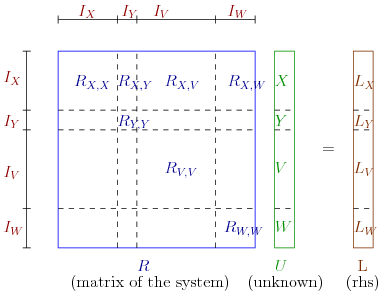 I_X I_Y I_V I_W
I_X R_{X,X} R_{X,Y} R_{X,V} R_{X,W} X L_X
I_Y R_{Y,Y} Y L_Y
=
I_V R_{V,V} V L_V
I_W R_{W,W} W L_W
R U L
(matrix of the system) (unknown) (rhs)